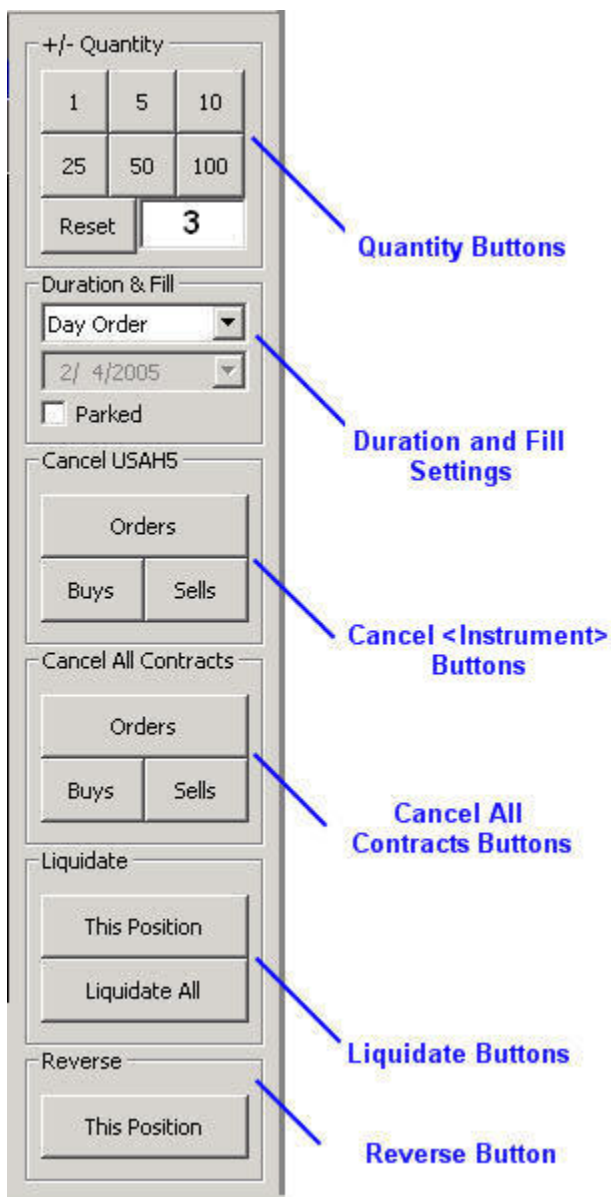 +/- Quantity
1 5 10
25 50 100
Reset 3
Quantity Buttons
Duration & Fill
Day Order
2/ 4/2005
Parked
Duration and Fill
Settings
Cancel USAH5
Orders
Buys Sells
Cancel <Instrument>
Buttons
Cancel All Contracts
Orders
Buys Sells
Cancel All
Contracts Buttons
Liquidate
This Position
Liquidate All
Liquidate Buttons
Reverse
This Position
Reverse Button